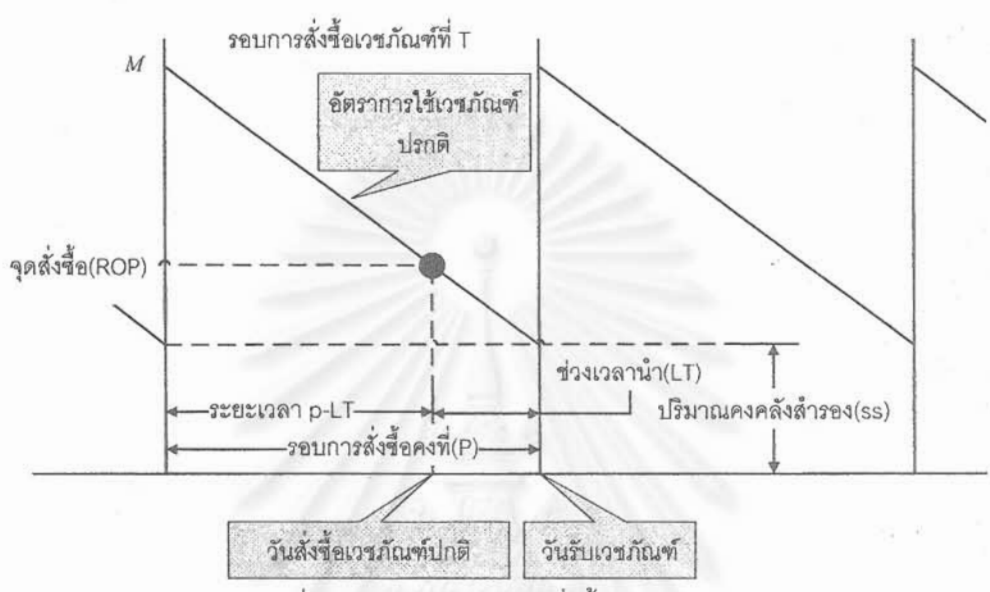 รอบการสั่งซื้อเวชภัณฑ์ที่ T
M
อัตราการใช้เวชภัณฑ์
ปรกติ
จุดสั่งซื้อ(ROP)
ช่วงเวลานำ(LT)
ระยะเวลา p-LT
ปริมาณคงคลังสำรอง(ss)
รอบการสั่งซื้อคงที่(P)
วันสั่งซื้อเวชภัณฑ์ปกติ
วันรับเวชภัณฑ์